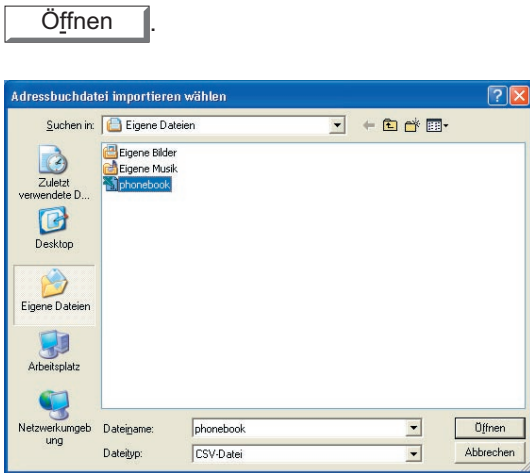 Öffnen .
Adressbuchdatei importieren wählen
Suchen in: Eigene Dateien
Eigene Bilder
Eigene Musik
phonebook
Zuletzt
verwendete D...
Desktop
Eigene Dateien
Arbeitsplatz
Netzwerkumgeb
ung
Dateiname: phonebook Öffnen
Dateityp: CSV-Datei Abbrechen